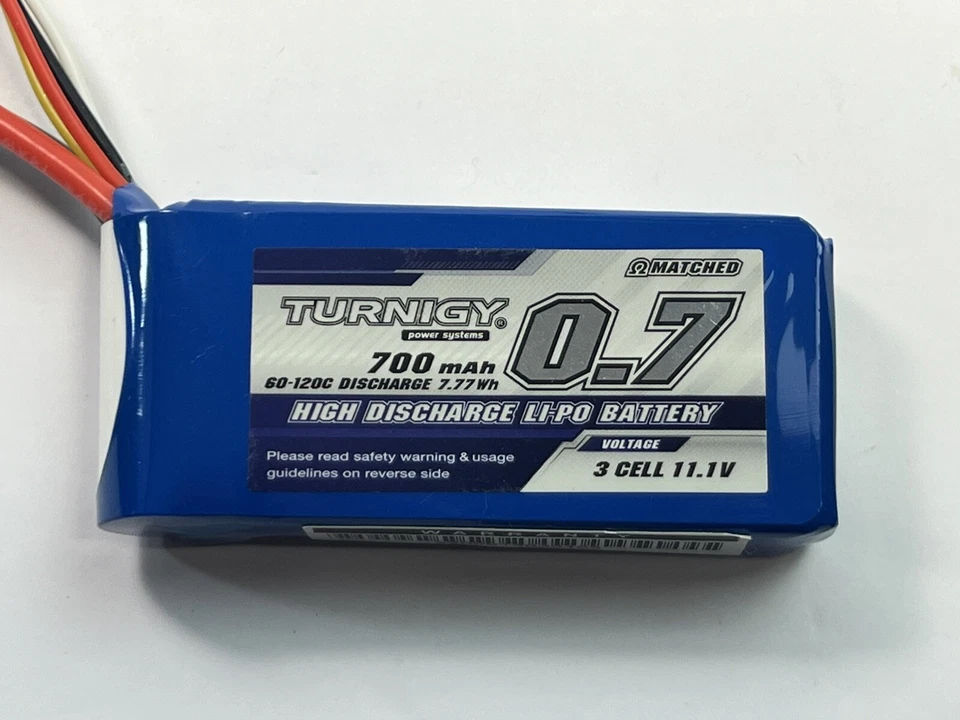 Ω MATCHED
TURNIGY®
power systems
0.7
700 mAh
60-120C DISCHARGE 7.77Wh
HIGH DISCHARGE LI-PO BATTERY
VOLTAGE
3 CELL 11.1V
Please read safety warning & usage
guidelines on reverse side
WARRANTY